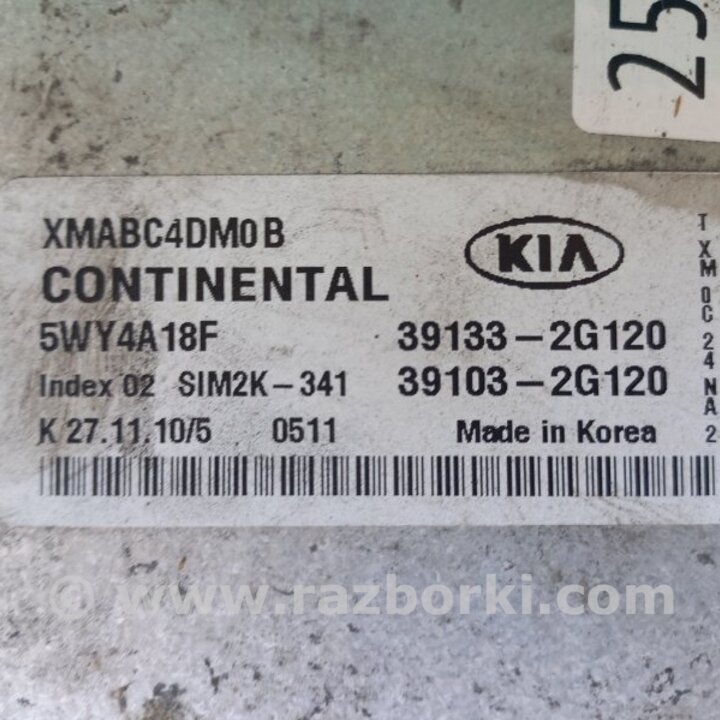 25
XMABC4DM0B
KIA
CONTINENTAL
5WY4A18F 39133-2G120
Index 02 SIM2K-341 39103-2G120
K 27.11.10/5 0511 Made in Korea
TXM0C24NA2
© www.razborki.com